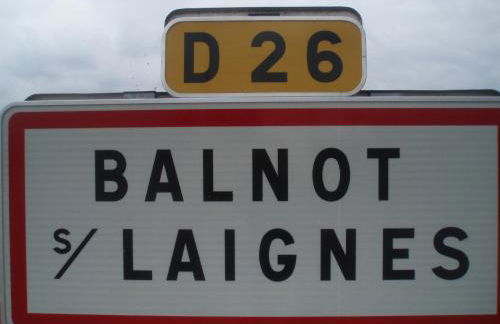 D 26
BALNOT
s/ LAIGNES